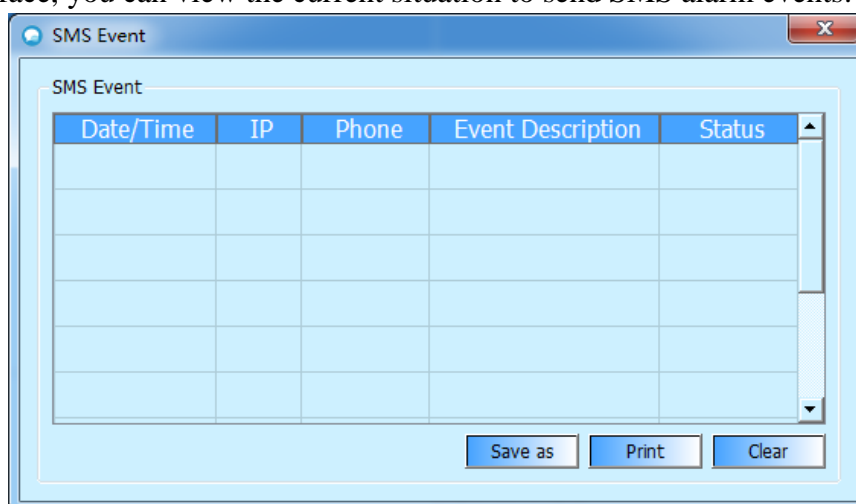 face, you can view the current situation to send SMS alarm events.
SMS Event
SMS Event
Date/Time IP Phone Event Description Status
Save as Print Clear